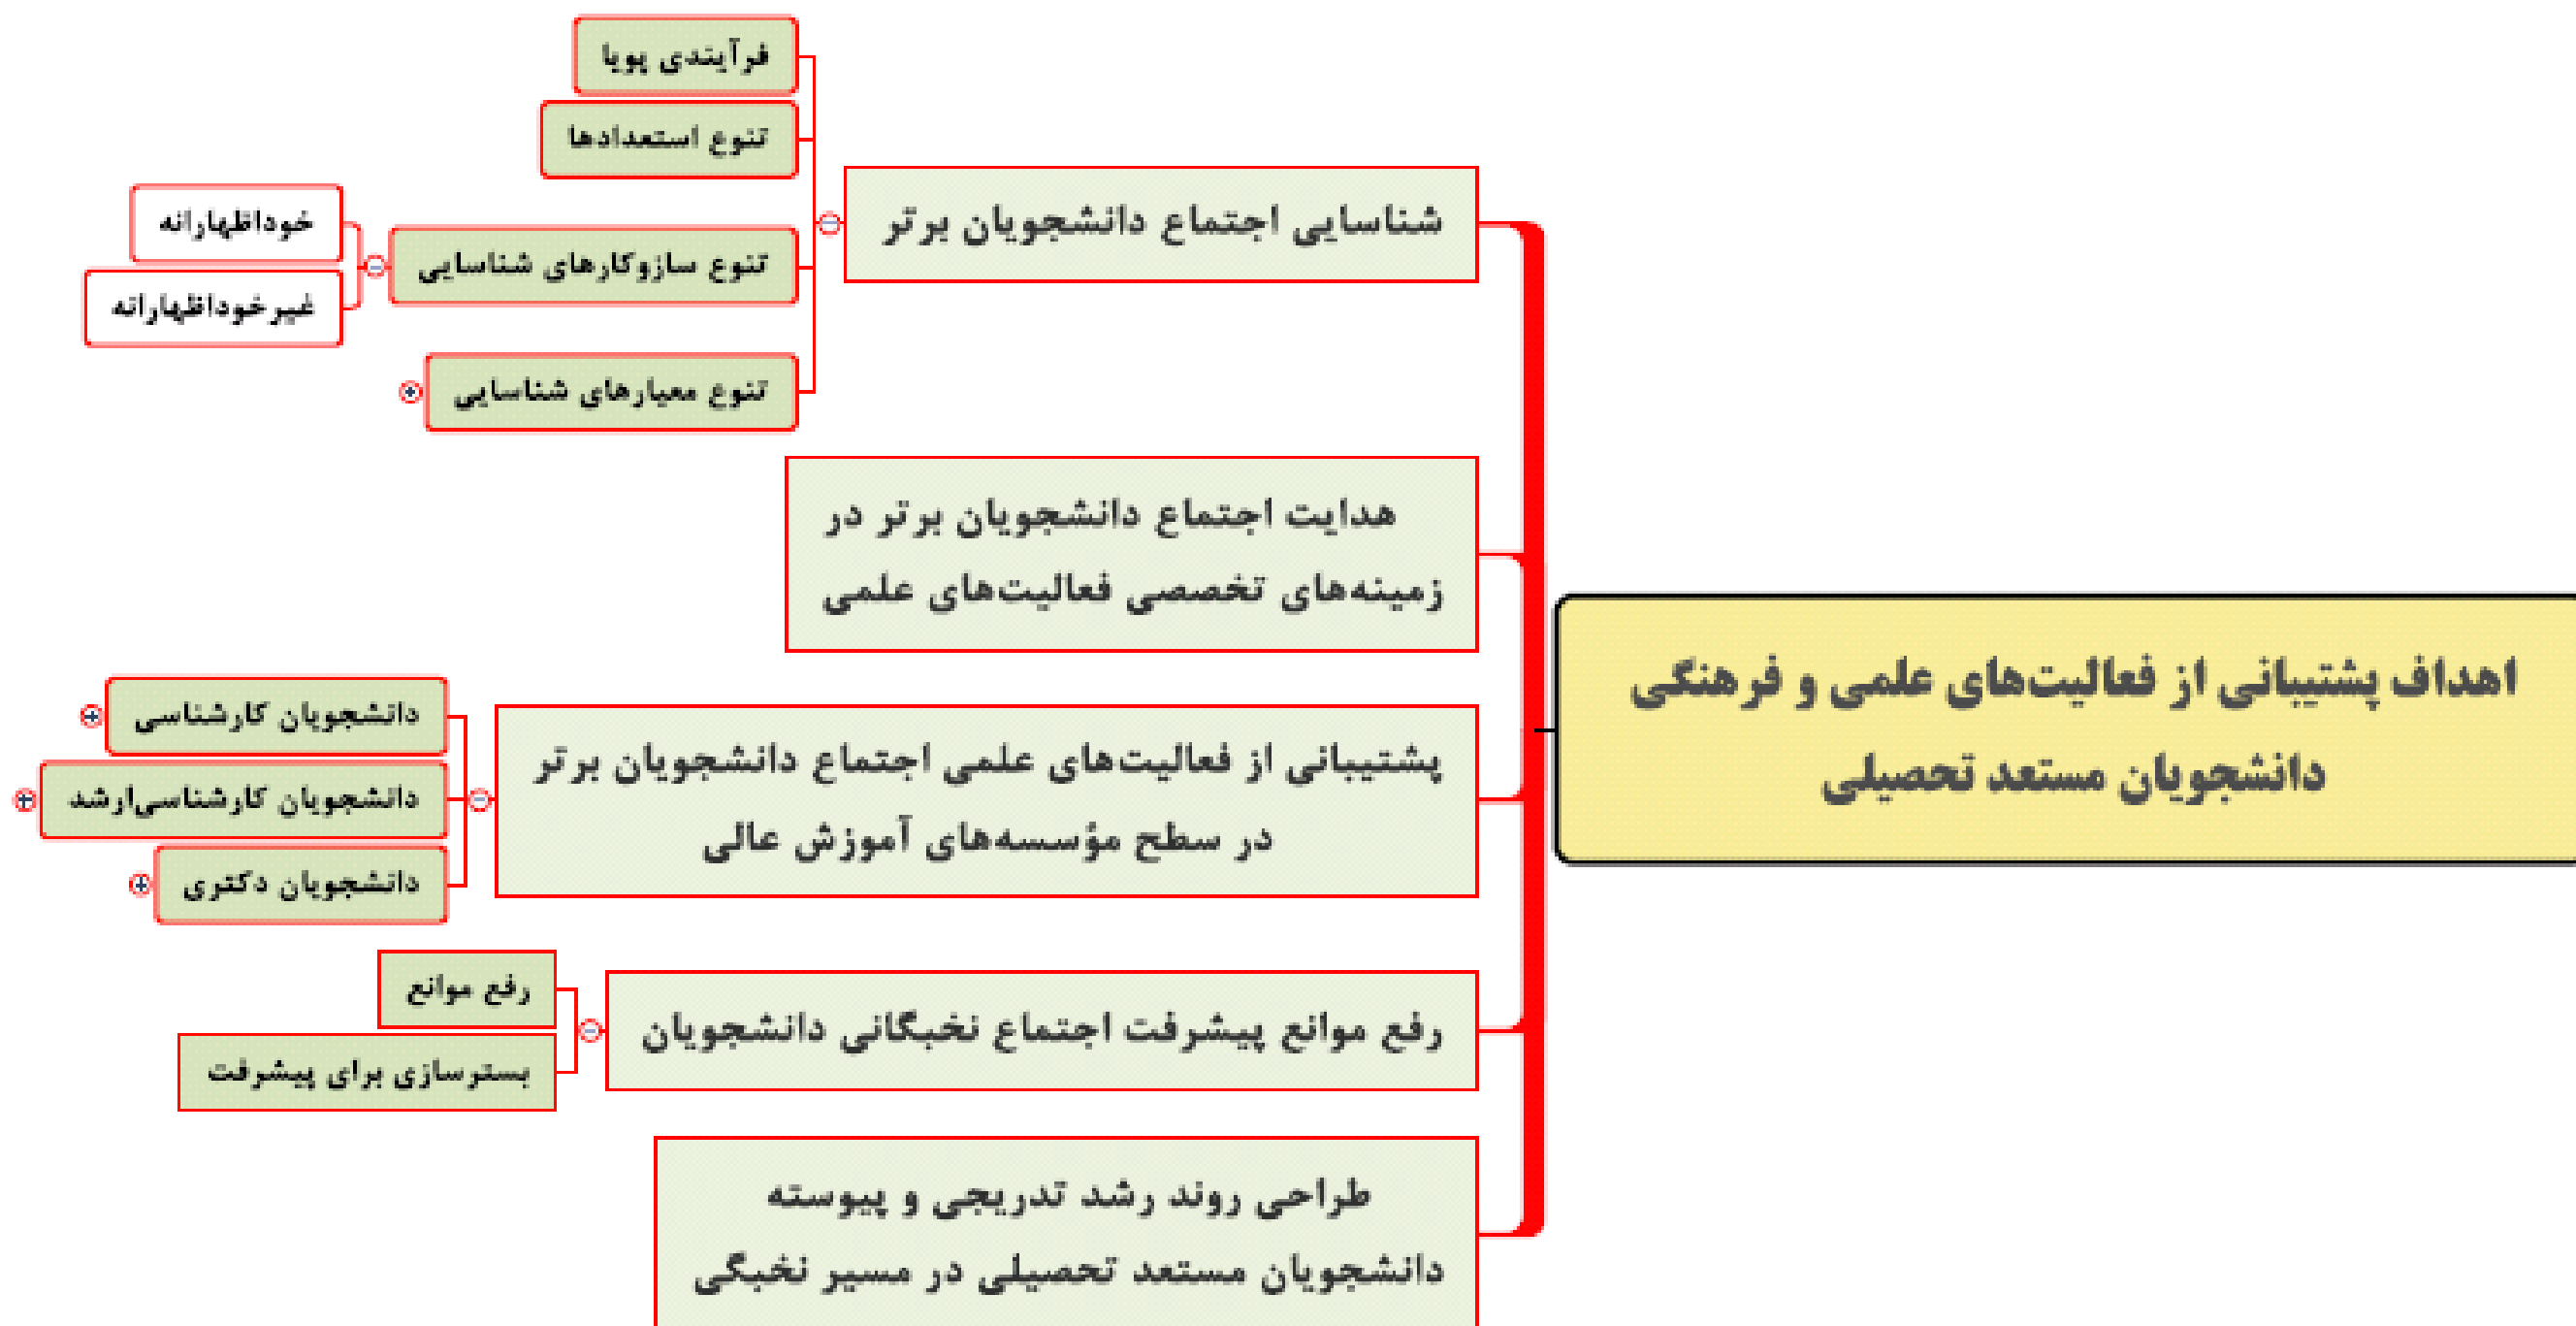 اهداف پشتیبانی از فعالیت‌های علمی و فرهنگی
دانشجویان مستعد تحصیلی
شناسایی اجتماع دانشجویان برتر
فرآیندی پویا
تنوع استعدادها
تنوع سازوکارهای شناسایی
خوداظهارانه
غیرخوداظهارانه
تنوع معیارهای شناسایی
هدایت اجتماع دانشجویان برتر در
زمینه‌های تخصصی فعالیت‌های علمی
پشتیبانی از فعالیت‌های علمی اجتماع دانشجویان برتر
در سطح مؤسسه‌های آموزش عالی
دانشجویان کارشناسی
دانشجویان کارشناسی‌ارشد
دانشجویان دکتری
رفع موانع پیشرفت اجتماع نخبگانی دانشجویان
رفع موانع
بسترسازی برای پیشرفت
طراحی روند رشد تدریجی و پیوسته
دانشجویان مستعد تحصیلی در مسیر نخبگی